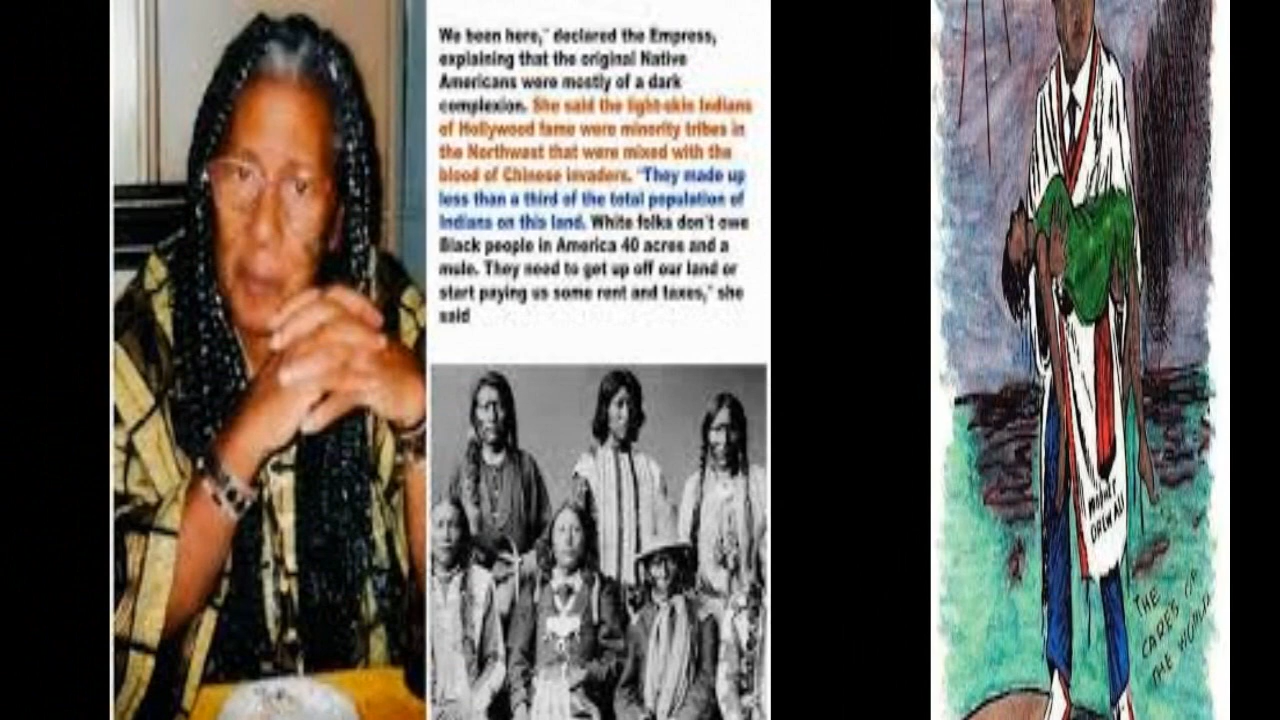 We been here," declared the Empress,
explaining that the original Native
Americans were mostly of a dark
complexion. She said the light-skin Indians
of Hollywood fame were minority tribes in
the Northwest that were mixed with the
blood of Chinese invaders. "They made up
less than a third of the total population of
Indians on this land. White folks don't owe
Black people in America 40 acres and a
mule. They need to get up off our land or
start paying us some rent and taxes," she
said
THE
CARES OF
THE WORLD